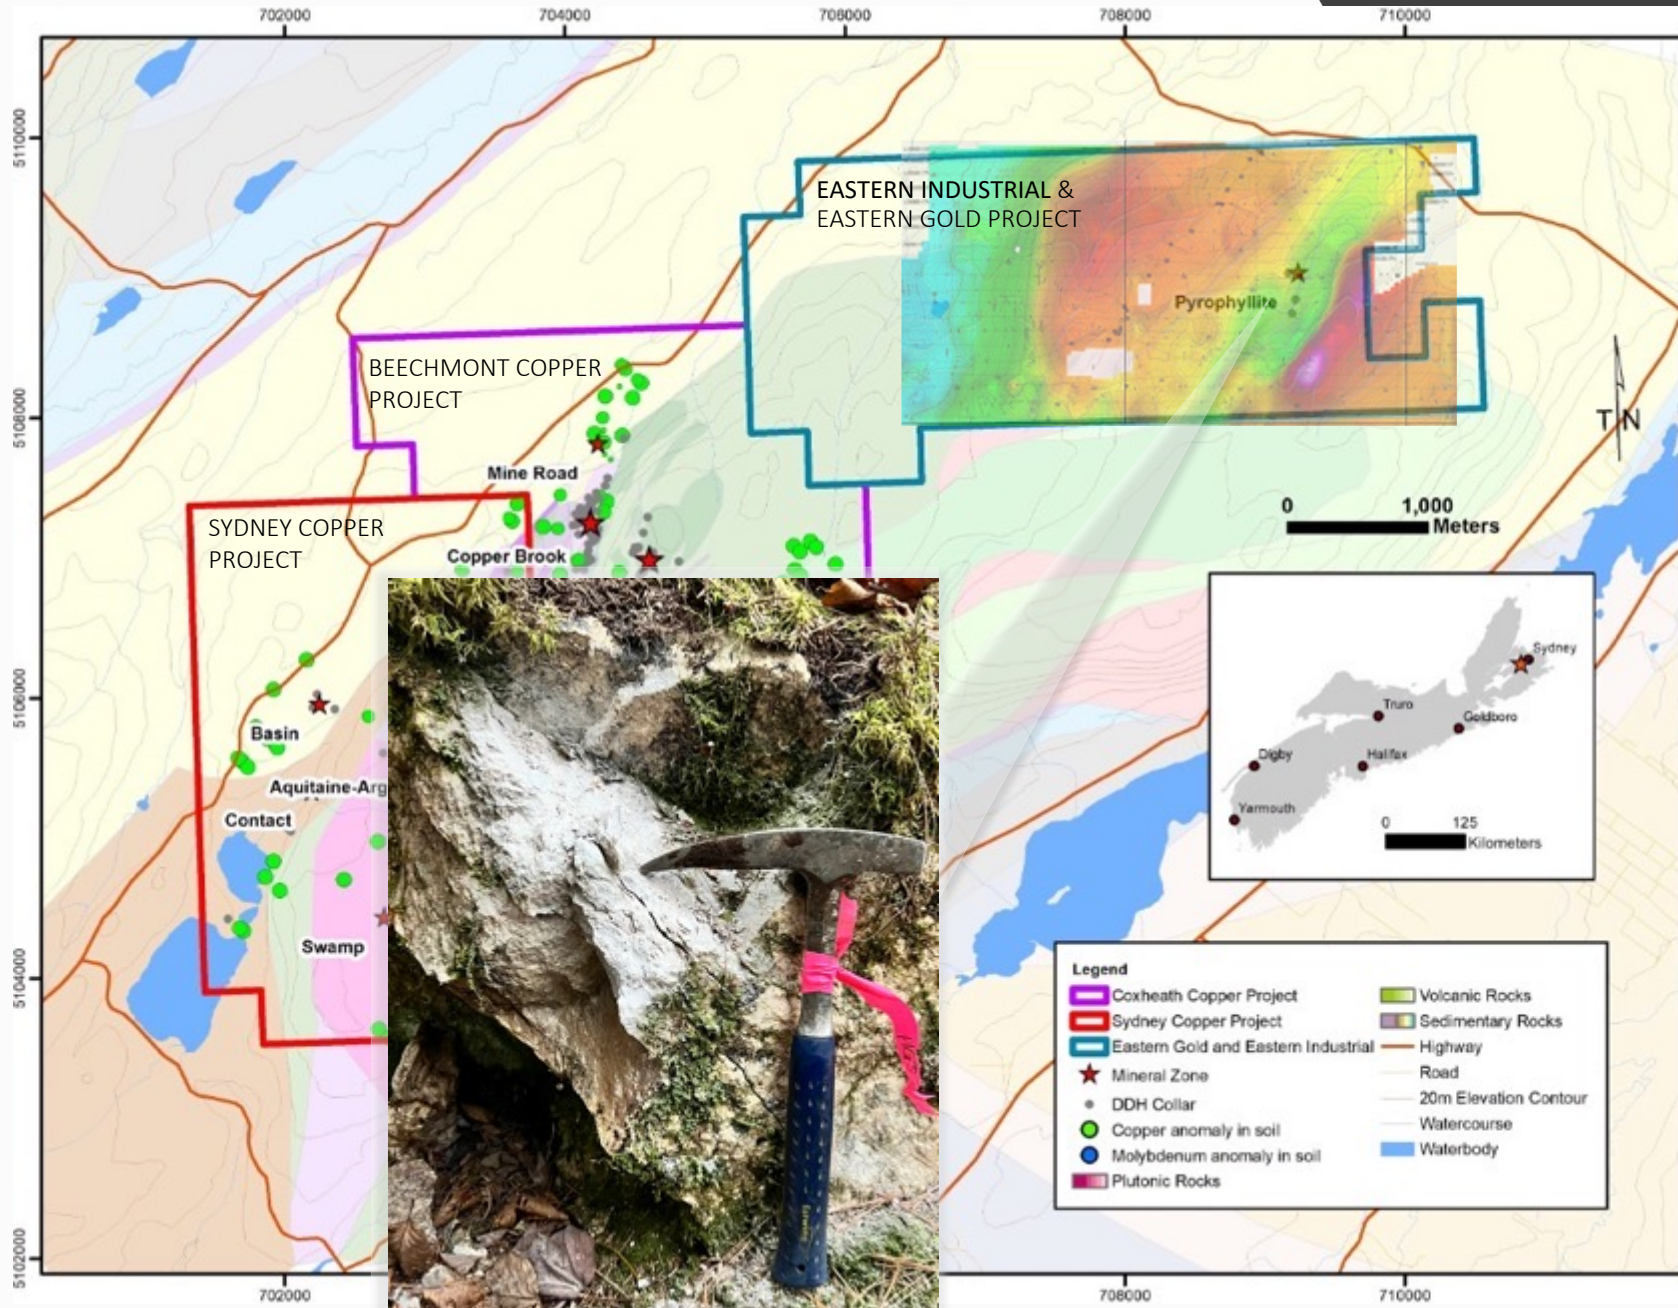 702000
704000
706000
708000
710000
5110000
5108000
5106000
5104000
5102000
EASTERN INDUSTRIAL &
EASTERN GOLD PROJECT
Pyrophyllite
BEECHMONT COPPER
PROJECT
Mine Road
SYDNEY COPPER
PROJECT
Copper Brook
T N
0 1,000
Meters
Basin
Aquitaine-Arg
Contact
Swamp
Sydney
Truro
Goldboro
Digby
Halifax
Yarmouth
0 125
Kilometers
Legend
Coxheath Copper Project
Sydney Copper Project
Eastern Gold and Eastern Industrial
Mineral Zone
DDH Collar
Copper anomaly in soil
Molybdenum anomaly in soil
Plutonic Rocks
Volcanic Rocks
Sedimentary Rocks
Highway
Road
20m Elevation Contour
Watercourse
Waterbody
Estwing
702000
708000
710000